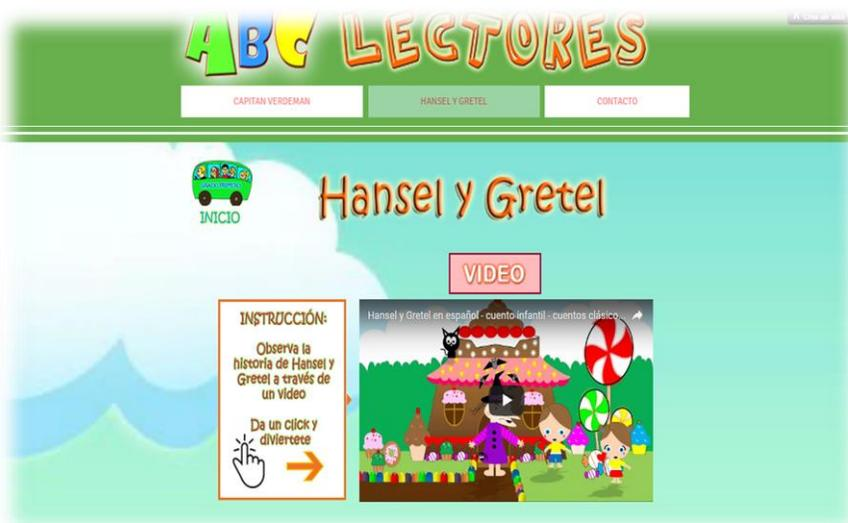 ABC LECTORES
CAPITAN VERDEMAN
HANSEL Y GRETEL
CONTACTO
INICIO
Hansel y Gretel
VIDEO
INSTRUCCIÓN:
Observa la
historia de Hansel y
Gretel a través de
un video
Da un click y
diviertete
Hansel y Gretel en español - cuento infantil - cuentos clásico...